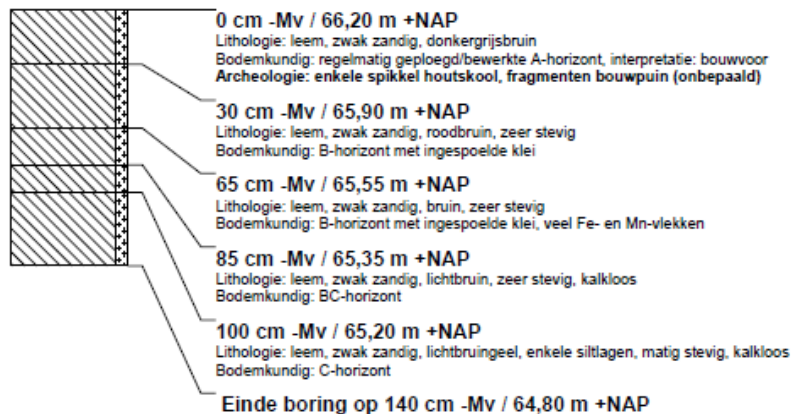 0 cm -Mv / 66,20 m +NAP
Lithologie: leem, zwak zandig, donkergrijsbruin
Bodemkundig: regelmatig geploegd/bewerkte A-horizont, interpretatie: bouwvoor
Archeologie: enkele spikkel houtskool, fragmenten bouwpuin (onbepaald)
30 cm -Mv / 65,90 m +NAP
Lithologie: leem, zwak zandig, roodbruin, zeer stevig
Bodemkundig: B-horizont met ingespoelde klei
65 cm -Mv / 65,55 m +NAP
Lithologie: leem, zwak zandig, bruin, zeer stevig
Bodemkundig: B-horizont met ingespoelde klei, veel Fe- en Mn-vlekken
85 cm -Mv / 65,35 m +NAP
Lithologie: leem, zwak zandig, lichtbruin, zeer stevig, kalkloos
Bodemkundig: BC-horizont
100 cm -Mv / 65,20 m +NAP
Lithologie: leem, zwak zandig, lichtbruingeel, enkele siltlagen, matig stevig, kalkloos
Bodemkundig: C-horizont
Einde boring op 140 cm -Mv / 64,80 m +NAP